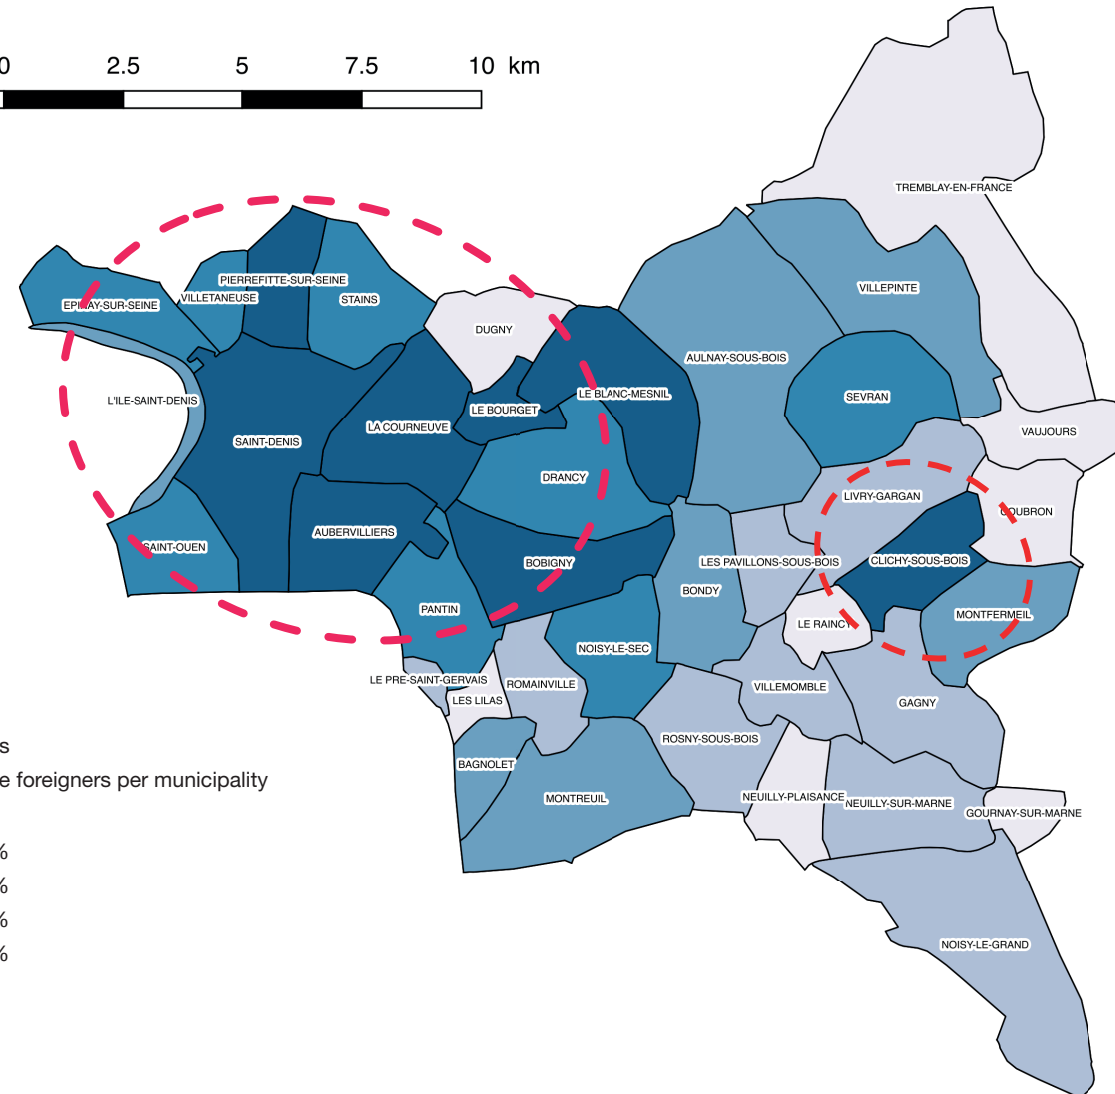 0 2.5 5 7.5 10 km
TREMBLAY-EN-FRANCE
PIERREFITTE-SUR-SEINE
VILLEPINTE
VILLETANEUSE
STAINS
EPINAY-SUR-SEINE
DUGNY
AULNAY-SOUS-BOIS
LE BLANC-MESNIL
SEVRAN
L'ILE-SAINT-DENIS
LE BOURGET
LA COURNEUVE
VAUJOURS
SAINT-DENIS
DRANCY
LIVRY-GARGAN
COUBRON
AUBERVILLIERS
SAINT-OUEN
BOBIGNY
LES PAVILLONS-SOUS-BOIS
CLICHY-SOUS-BOIS
BONDY
PANTIN
MONTFERMEIL
LE RAINCY
NOISY-LE-SEC
LE PRE-SAINT-GERVAIS
ROMAINVILLE
VILLEMOMBLE
LES LILAS
GAGNY
ROSNY-SOUS-BOIS
s
BAGNOLET
e foreigners per municipality
MONTREUIL
NEUILLY-PLAISANCE
NEUILLY-SUR-MARNE
GOURNAY-SUR-MARNE
%
%
%
NOISY-LE-GRAND
%